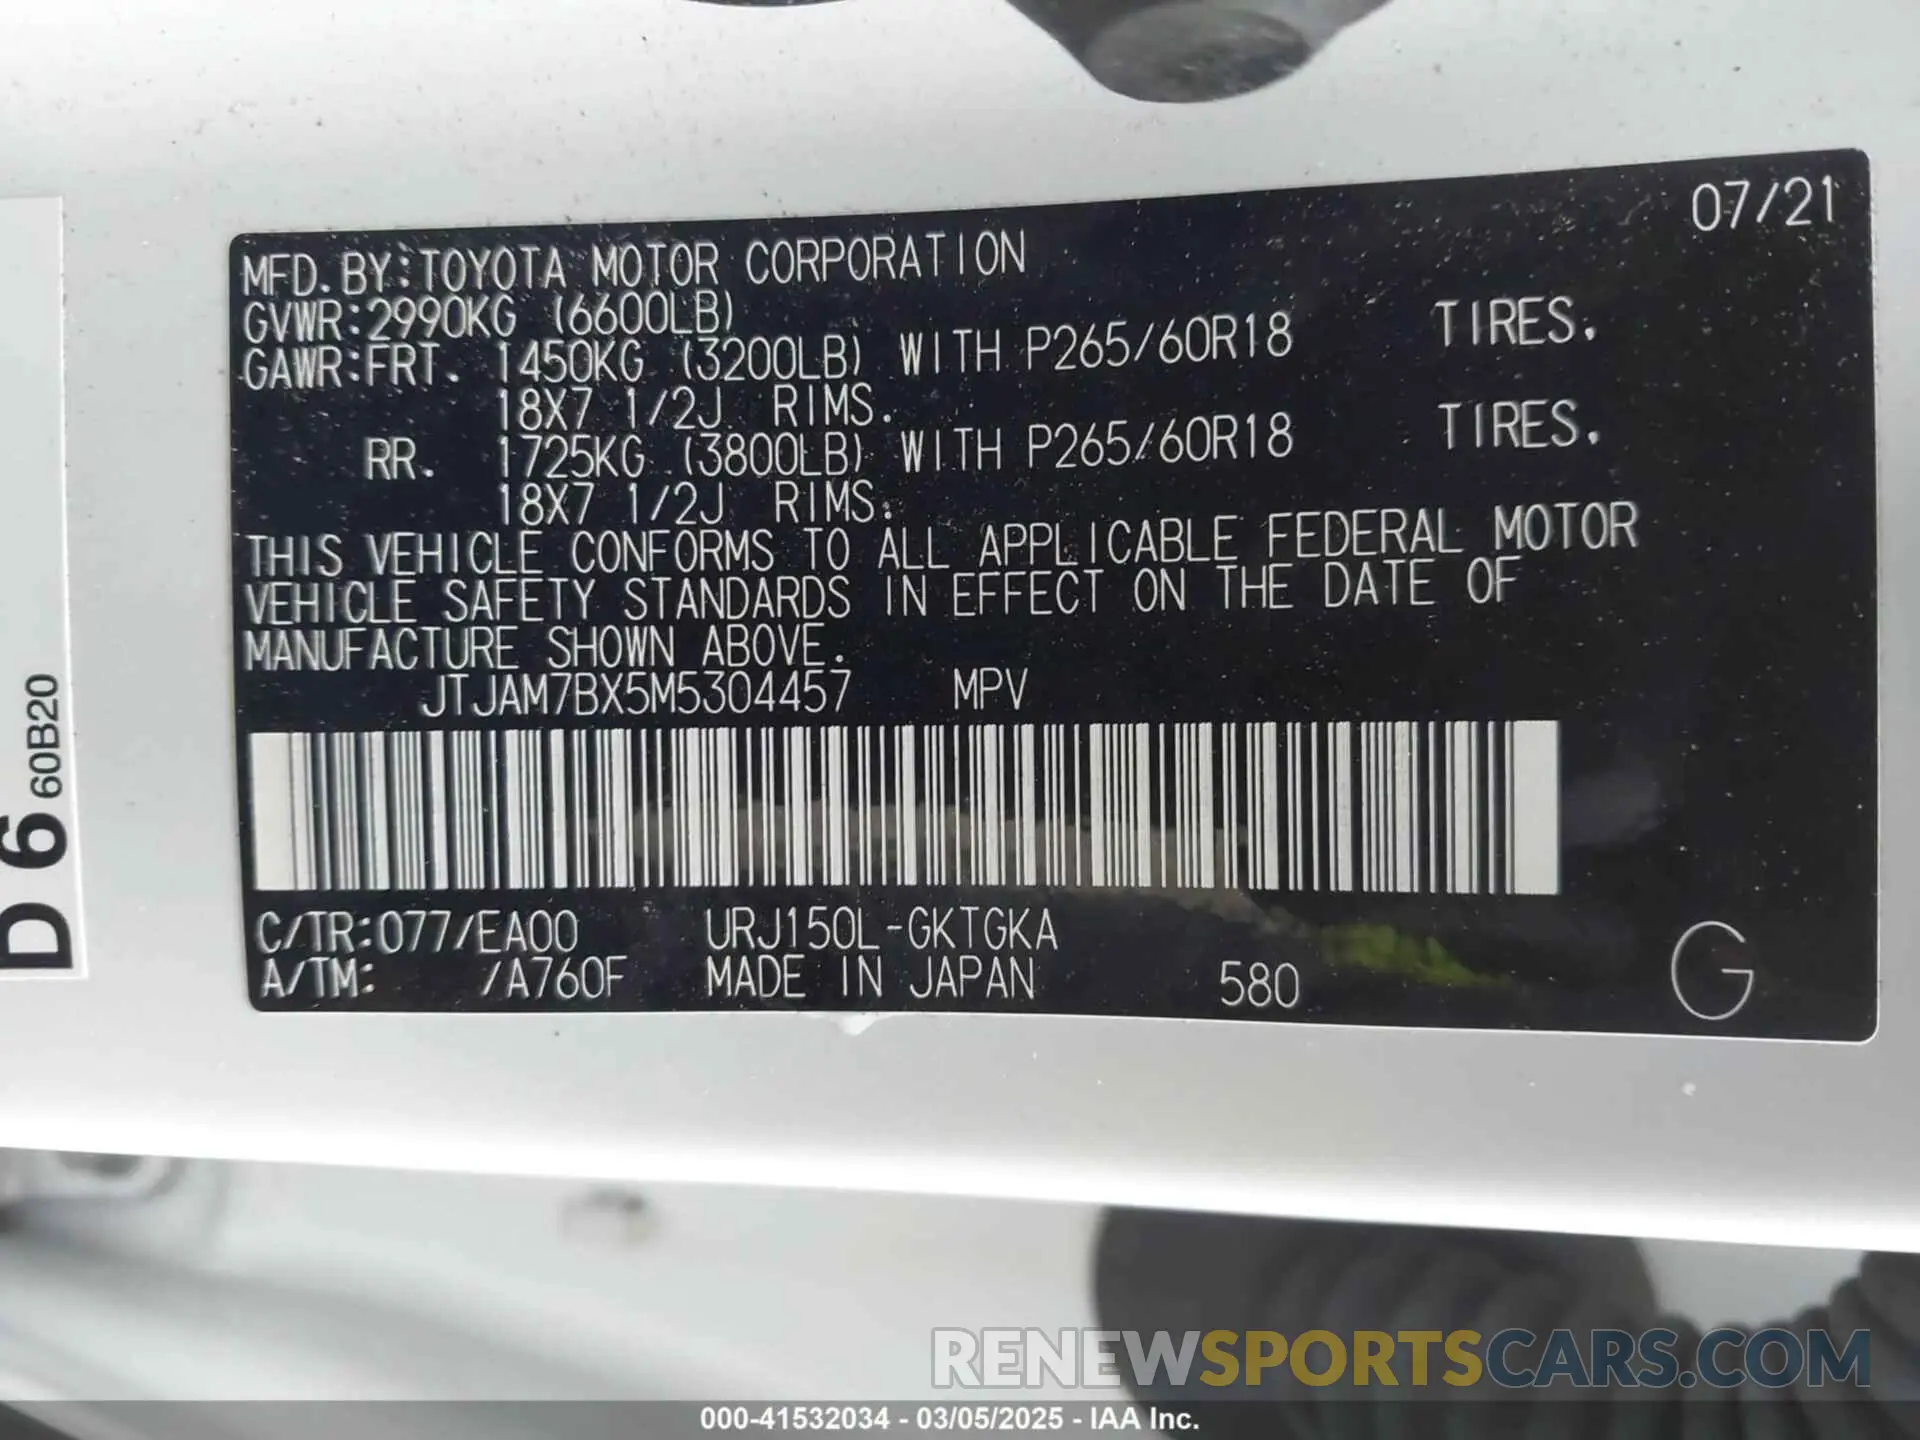 07/21
MFD. BY: TOYOTA MOTOR CORPORATION
GVWR: 2990KG (6600LB)
GAWR: FRT. 1450KG (3200LB) WITH P265/60R18 TIRES,
18X7 1/2J RIMS.
RR. 1725KG (3800LB) WITH P265/60R18 TIRES,
18X7 1/2J RIMS.
THIS VEHICLE CONFORMS TO ALL APPLICABLE FEDERAL MOTOR
VEHICLE SAFETY STANDARDS IN EFFECT ON THE DATE OF
MANUFACTURE SHOWN ABOVE.
JTJAM7BX5M5304457 MPV
C/TR: 077/EA00 URJ150L-GKTGKA
A/TM: /A760F MADE IN JAPAN 580 G
D 6 60B20
RENEWSPORTSCARS.COM
000-41532034 - 03/05/2025 - IAA Inc.